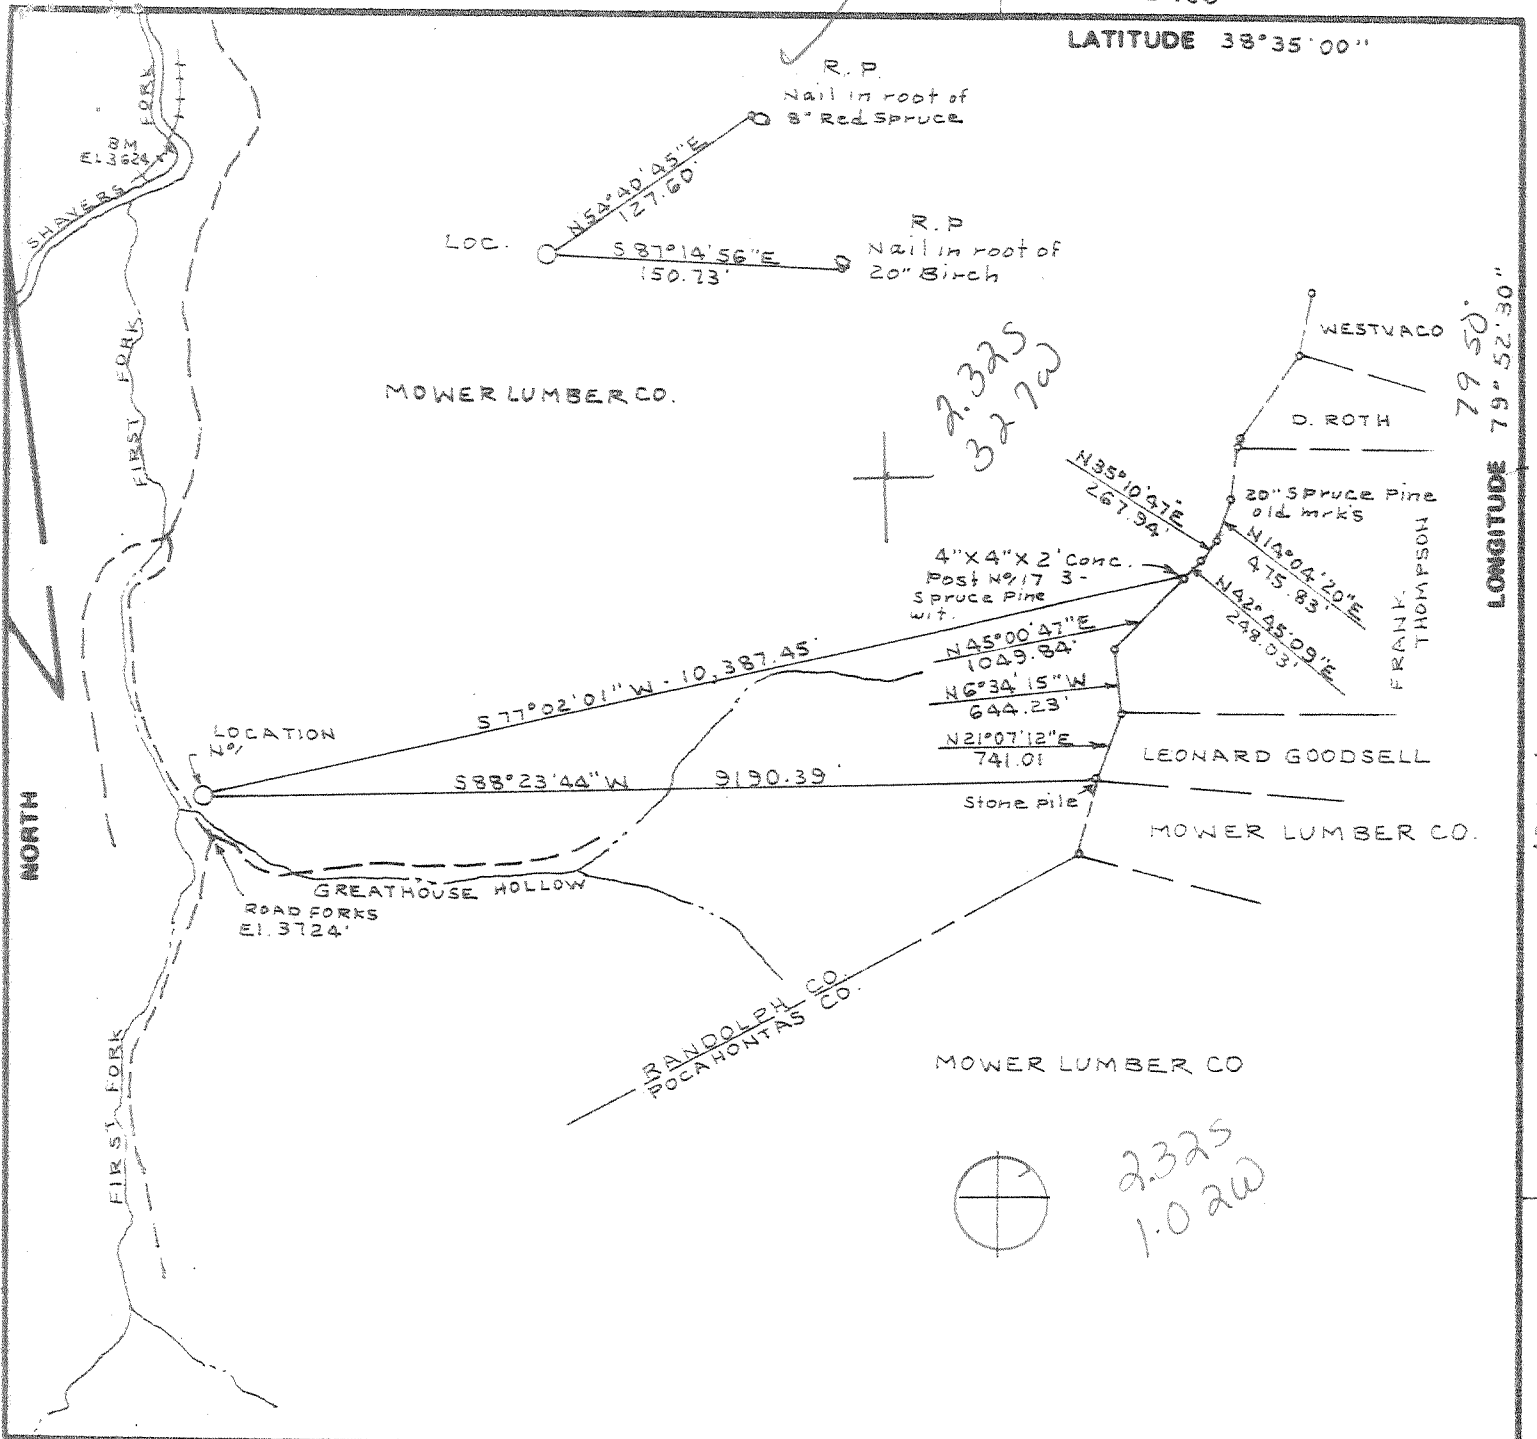 LATITUDE 38°35'00"
R. P.
Nail in root of
8" Red Spruce
N54°40'45"E
127.60'
LOC.
S87°14'56"E
150.73'
R.P
Nail in root of
20" Birch
FORK
BM
El. 3624
SHAVERS
FIRST FORK
MOWER LUMBER CO.
2.32S
WESTVACO
D. ROTH
79 50'
LONGITUDE 79°52'30"
N35°10'47"E
267.94'
20" Spruce Pine
old mrk's
N14°04'20"E
475.83'
4"X4"X2' Conc.
Post Nº/17 3-
Spruce Pine
wit.
N42°45'09"E
248.03'
FRANK
THOMPSON
N45°00'47"E
1049.84'
N6°34'15"W
644.23'
S77°02'01"W - 10,387.45'
N21°07'12"E
741.01
LEONARD GOODSELL
LOCATION
Nº/
S88°23'44"W 9190.39'
Stone pile
MOWER LUMBER CO.
NORTH
GREATHOUSE HOLLOW
ROAD FORKS
El. 3724'
RANDOLPH CO.
POCAHONTAS CO.
MOWER LUMBER CO
FIRST FORK
2.32S
1.02W